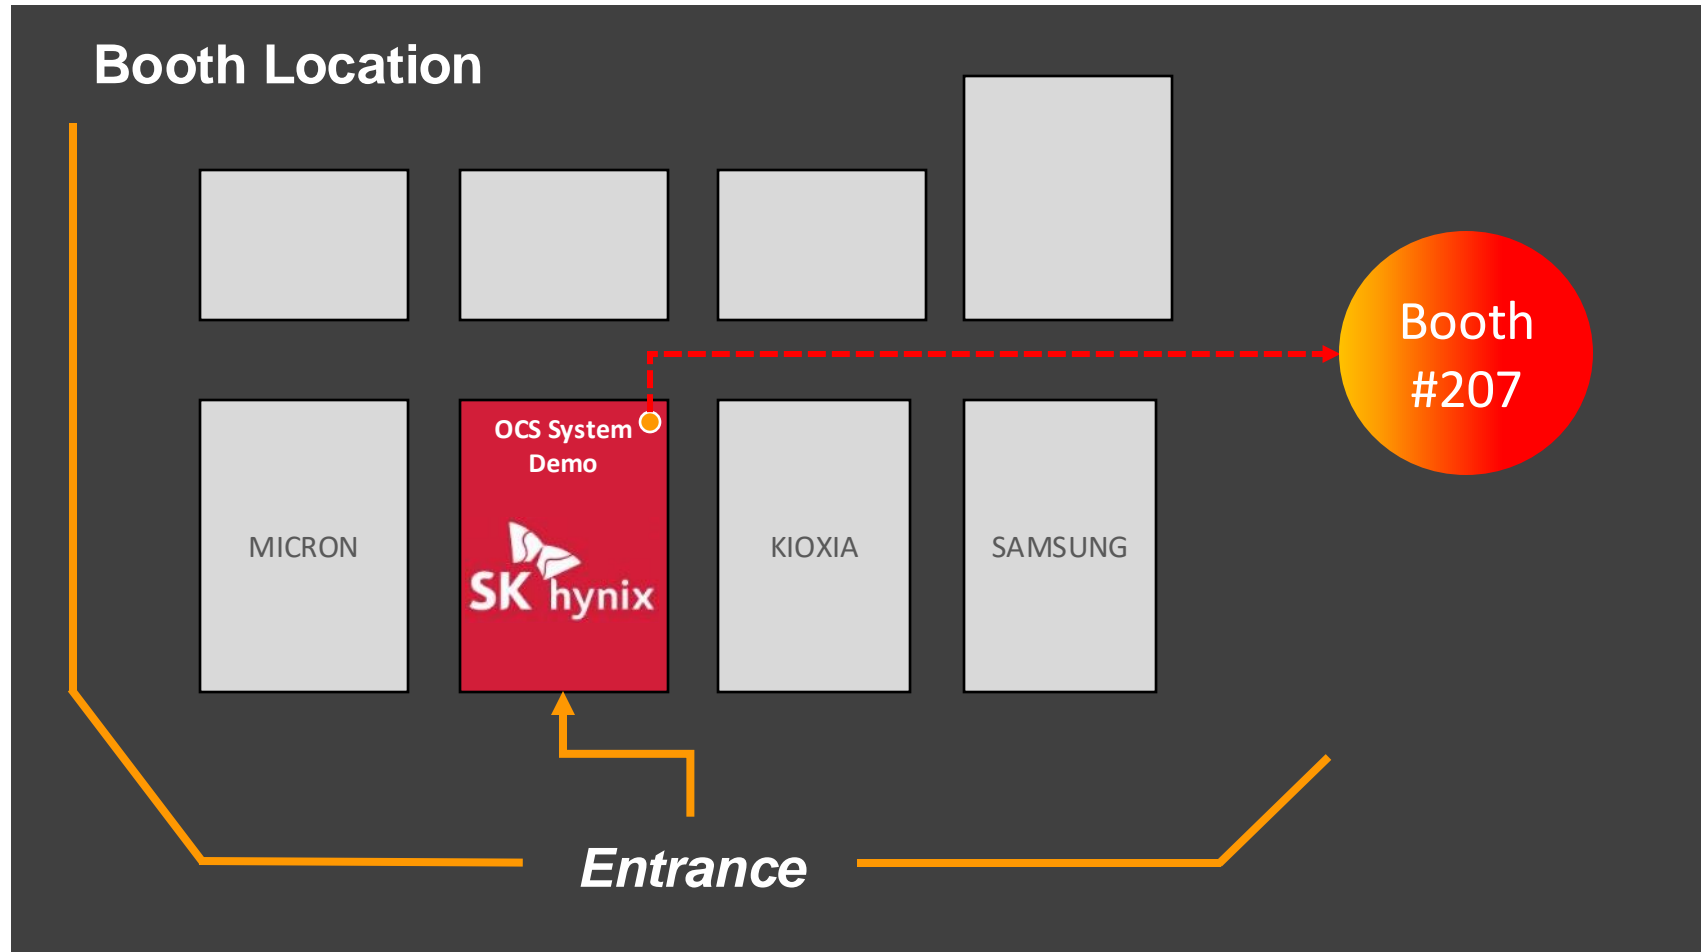 Booth Location
Booth
#207
OCS System
Demo
MICRON
SK hynix
KIOXIA
SAMSUNG
Entrance